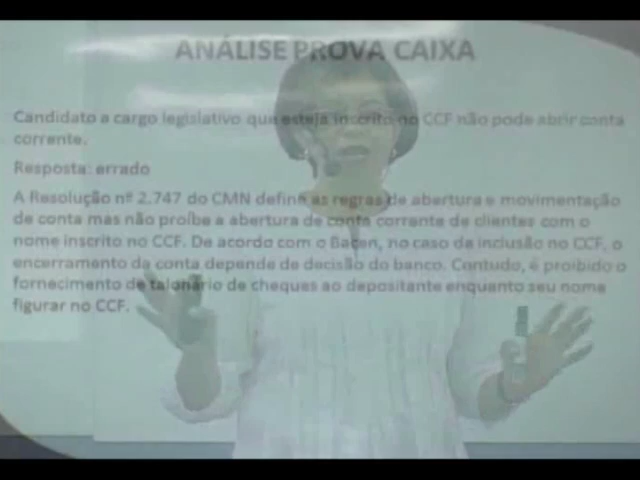 ANÁLISE PROVA CAIXA
Candidato a cargo legislativo que esteja inscrito no CCF não pode abrir conta
corrente.
Resposta: errado
A Resolução nº 2.747 do CMN define as regras de abertura e movimentação
de conta mas não proíbe a abertura de conta corrente de clientes com o
nome inscrito no CCF. De acordo com o Bacen, no caso da inclusão no CCF, o
encerramento da conta depende de decisão do banco. Contudo, é proibido o
fornecimento de talonário de cheques ao depositante enquanto seu nome
figurar no CCF.